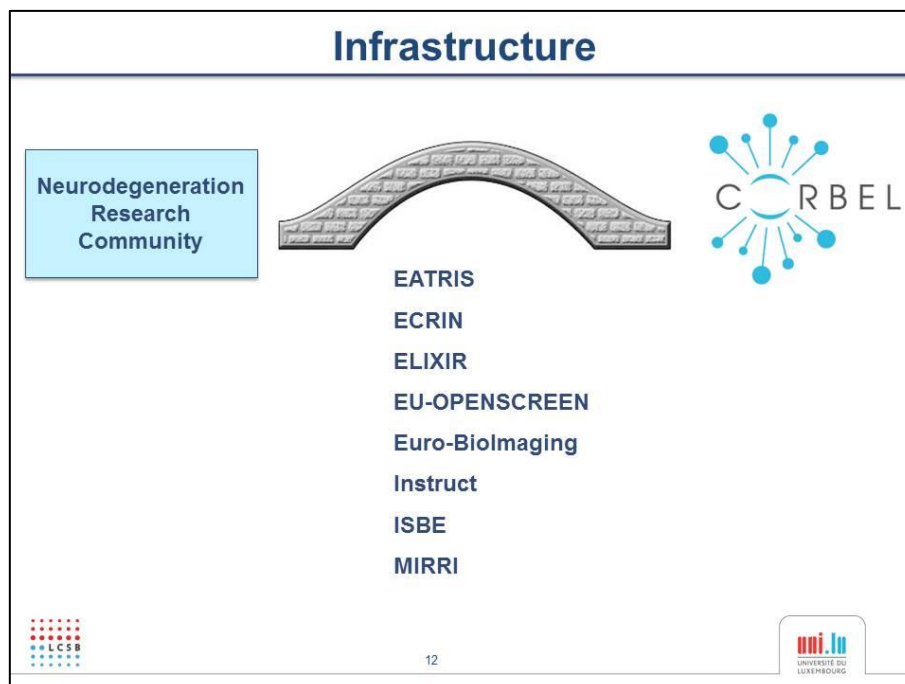 Infrastructure
Neurodegeneration
Research
Community
CORBEL
EATRIS
ECRIN
ELIXIR
EU-OPENSCREEN
Euro-BioImaging
Instruct
ISBE
MIRRI
LCSB
12
uni.lu
UNIVERSITÉ DU
LUXEMBOURG